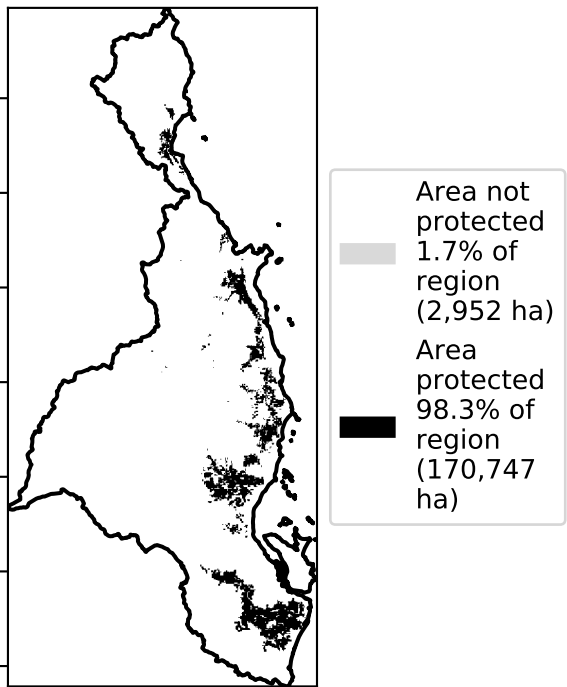 Area not
protected
1.7% of
region
(2,952 ha)
Area
protected
98.3% of
region
(170,747
ha)